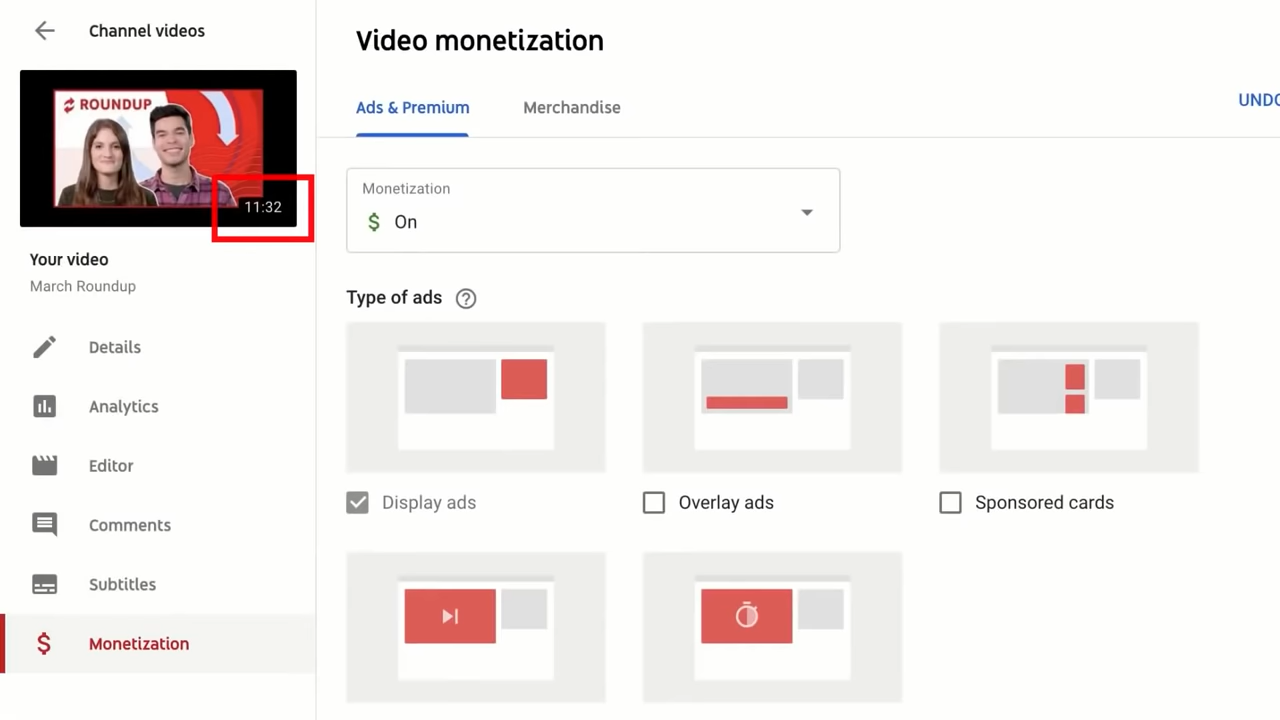 Channel videos
ROUNDUP
11:32
Your video
March Roundup
Details
Analytics
Editor
Comments
Subtitles
$ Monetization
Video monetization
Ads & Premium
Merchandise
UNDO
Monetization
$ On
Type of ads ?
Display ads
Overlay ads
Sponsored cards